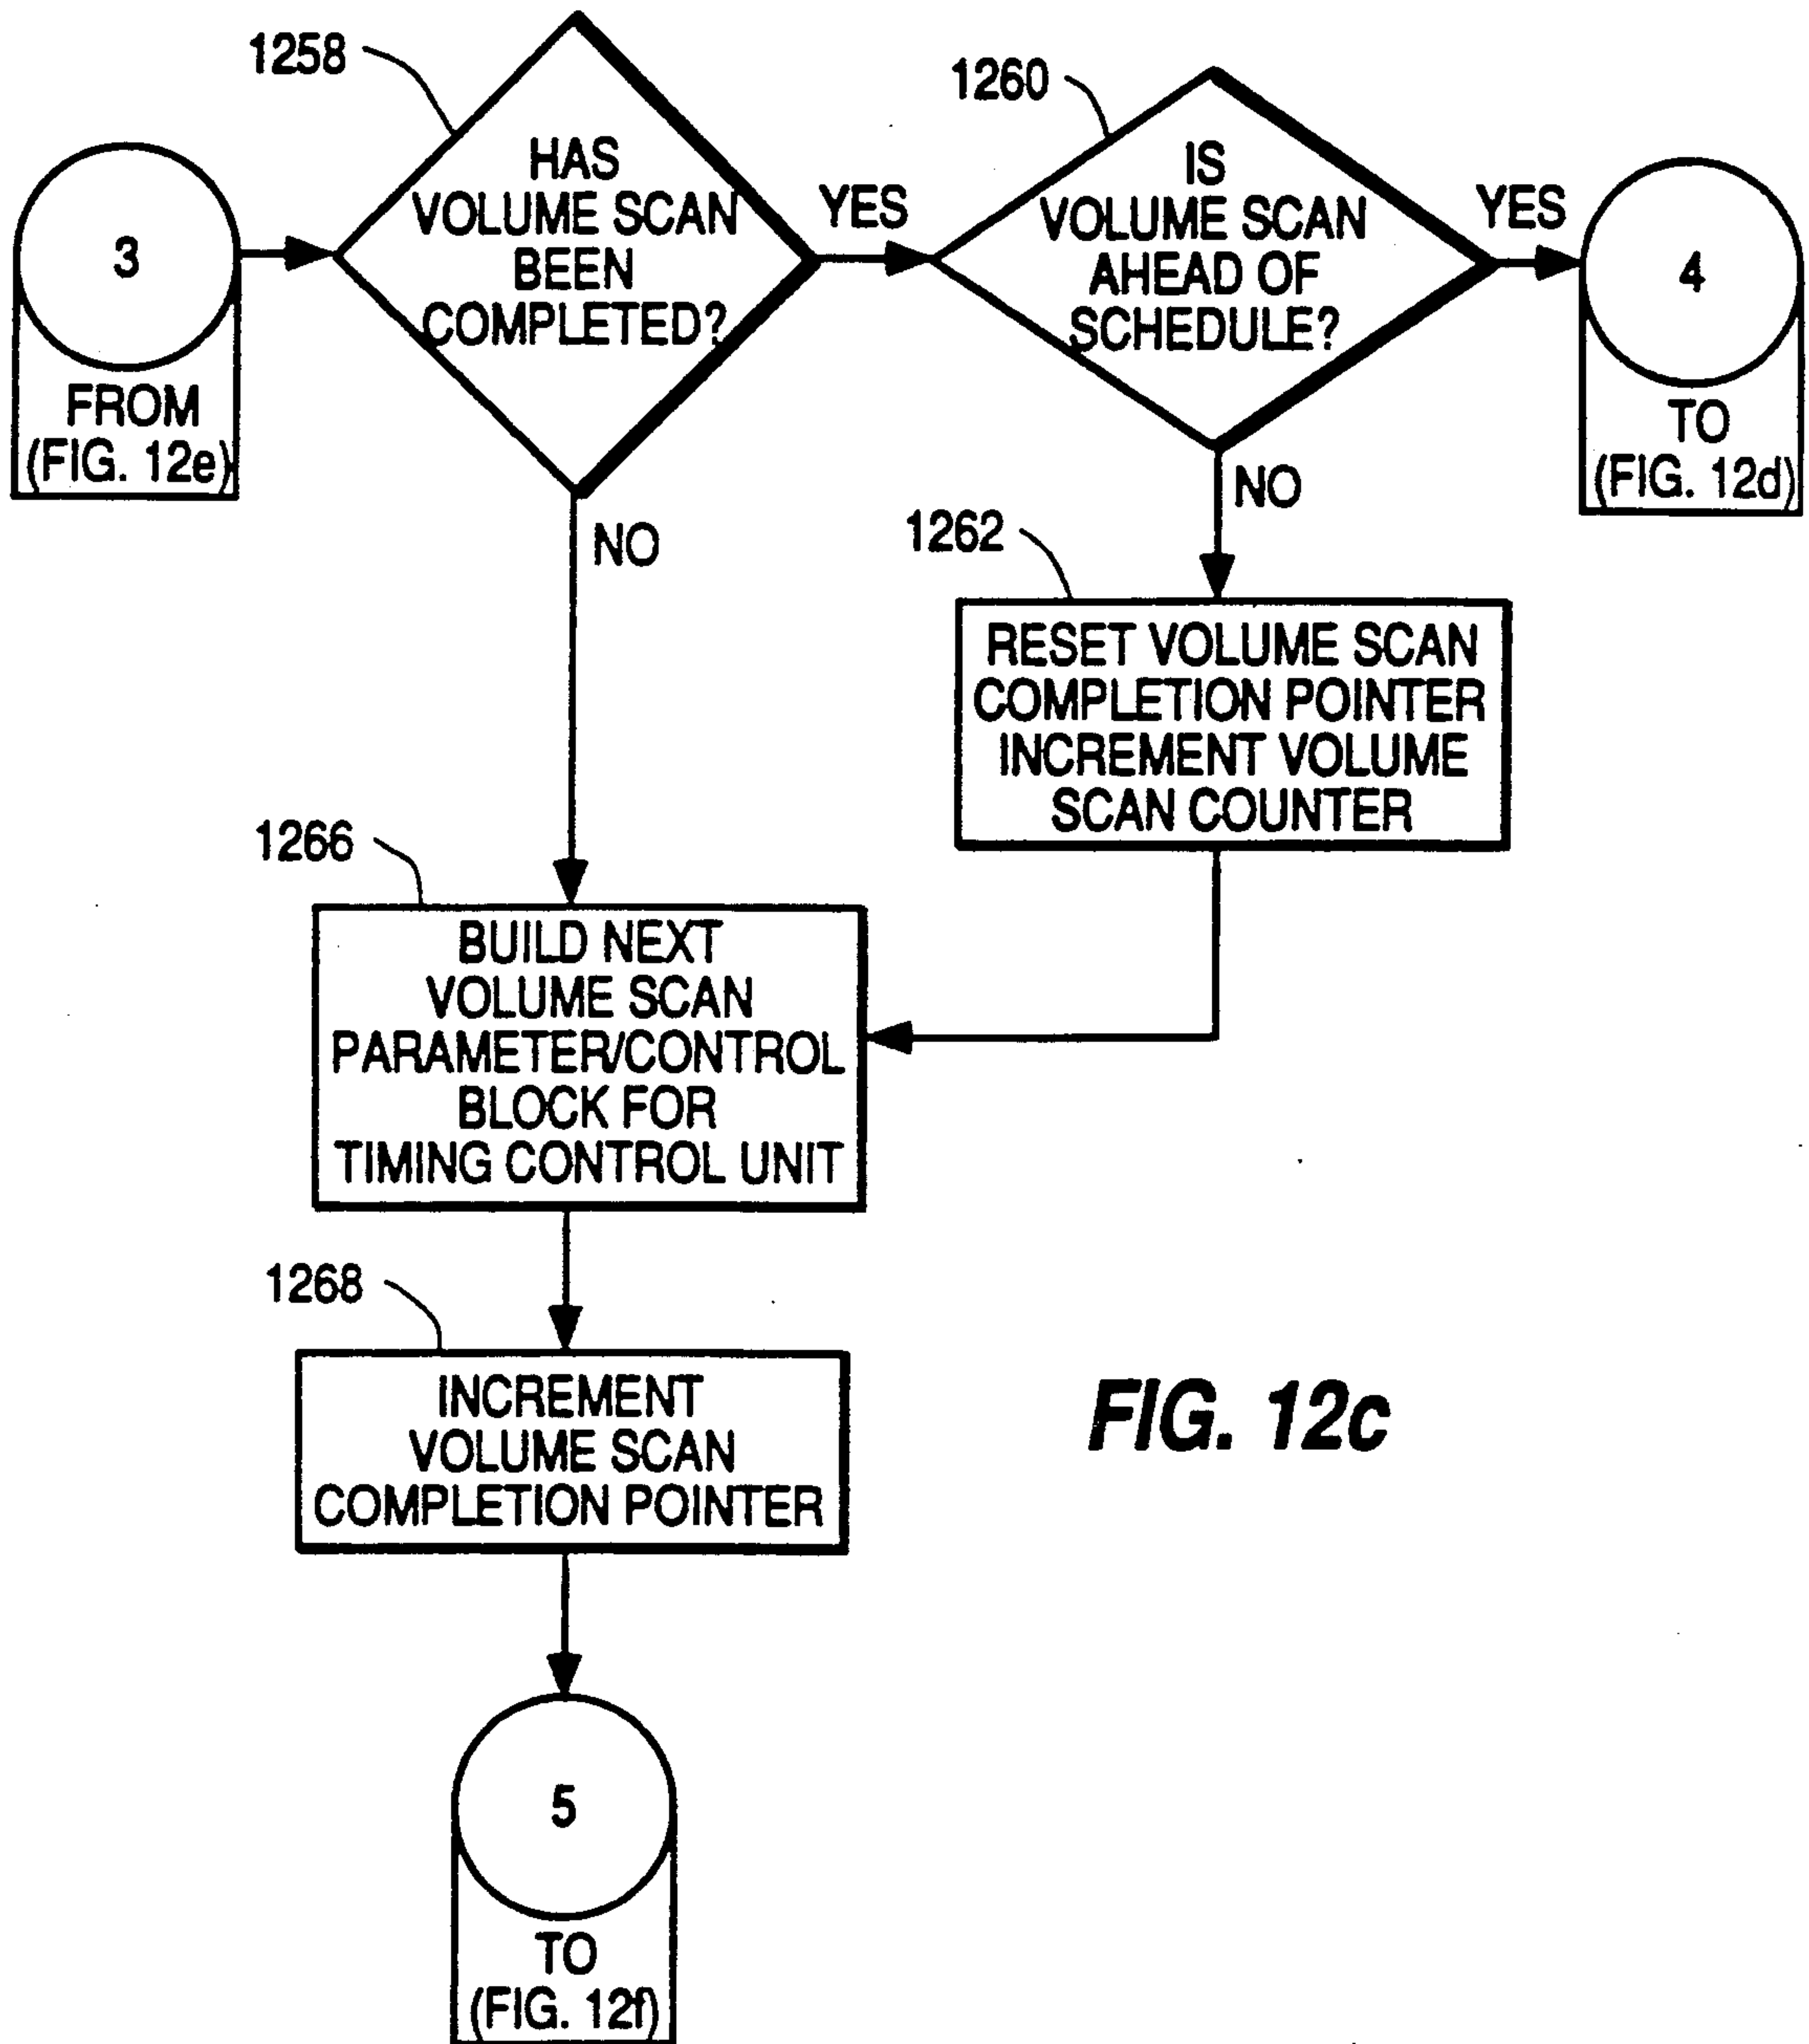 1258
HAS
VOLUME SCAN
BEEN
COMPLETED?
YES
1260
IS
VOLUME SCAN
AHEAD OF
SCHEDULE?
YES
3
FROM
(FIG. 12e)
4
TO
(FIG. 12d)
NO
NO
1262
RESET VOLUME SCAN
COMPLETION POINTER
INCREMENT VOLUME
SCAN COUNTER
1266
BUILD NEXT
VOLUME SCAN
PARAMETER/CONTROL
BLOCK FOR
TIMING CONTROL UNIT
1268
INCREMENT
VOLUME SCAN
COMPLETION POINTER
FIG. 12c
5
TO
(FIG. 12f)